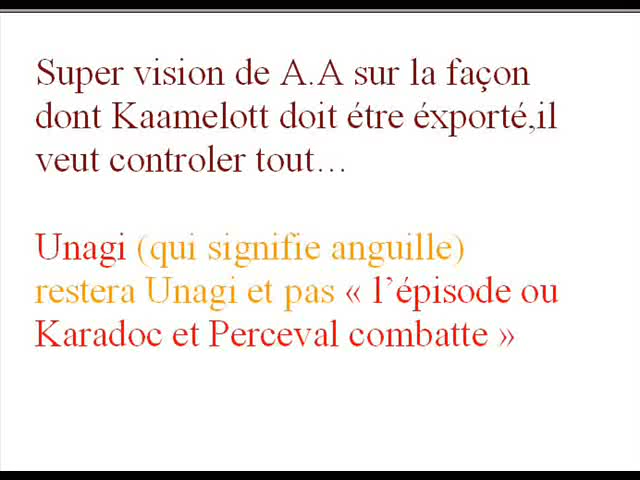 Super vision de A.A sur la façon
dont Kaamelott doit étre éxporté,il
veut controler tout…
Unagi (qui signifie anguille)
restera Unagi et pas « l’épisode ou
Karadoc et Perceval combatte »